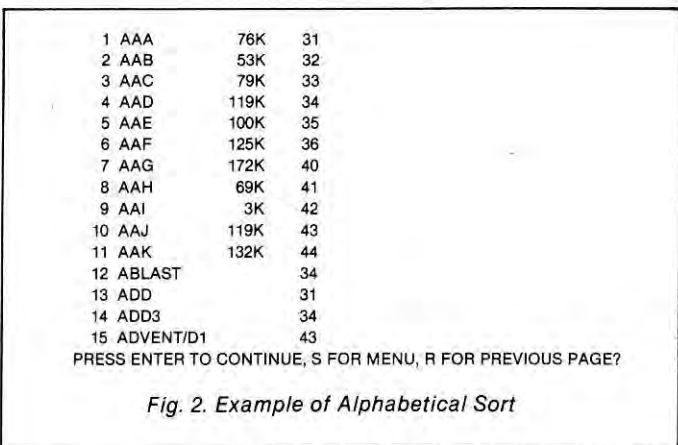 1 AAA 76K 31
2 AAB 53K 32
3 AAC 79K 33
4 AAD 119K 34
5 AAE 100K 35
6 AAF 125K 36
7 AAG 172K 40
8 AAH 69K 41
9 AAI 3K 42
10 AAJ 119K 43
11 AAK 132K 44
12 ABLAST 34
13 ADD 31
14 ADD3 34
15 ADVENT/D1 43
PRESS ENTER TO CONTINUE, S FOR MENU, R FOR PREVIOUS PAGE?
Fig. 2. Example of Alphabetical Sort